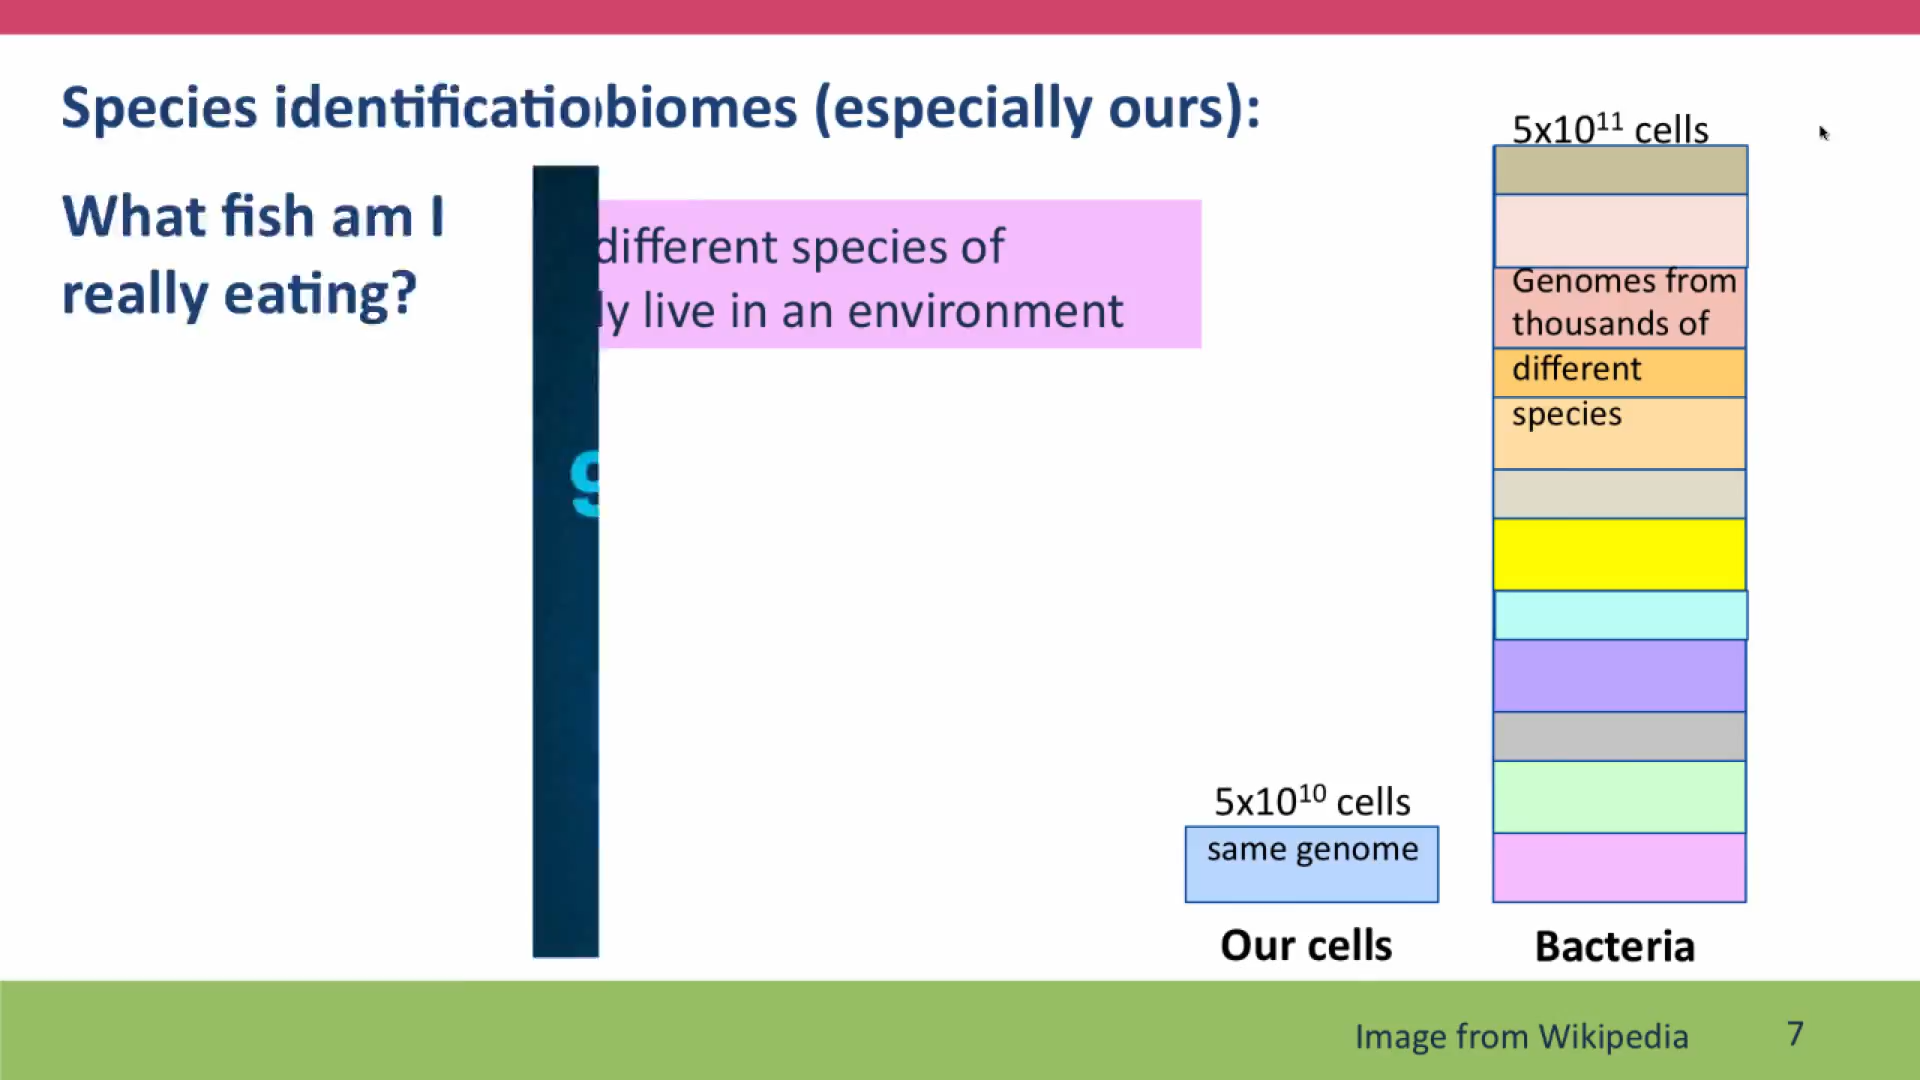 Species identificatio
biomes (especially ours):
What fish am I
really eating?
different species of
live in an environment
5x10¹¹ cells
Genomes from
thousands of
different
species
5x10¹⁰ cells
same genome
Our cells
Bacteria
Image from Wikipedia
7